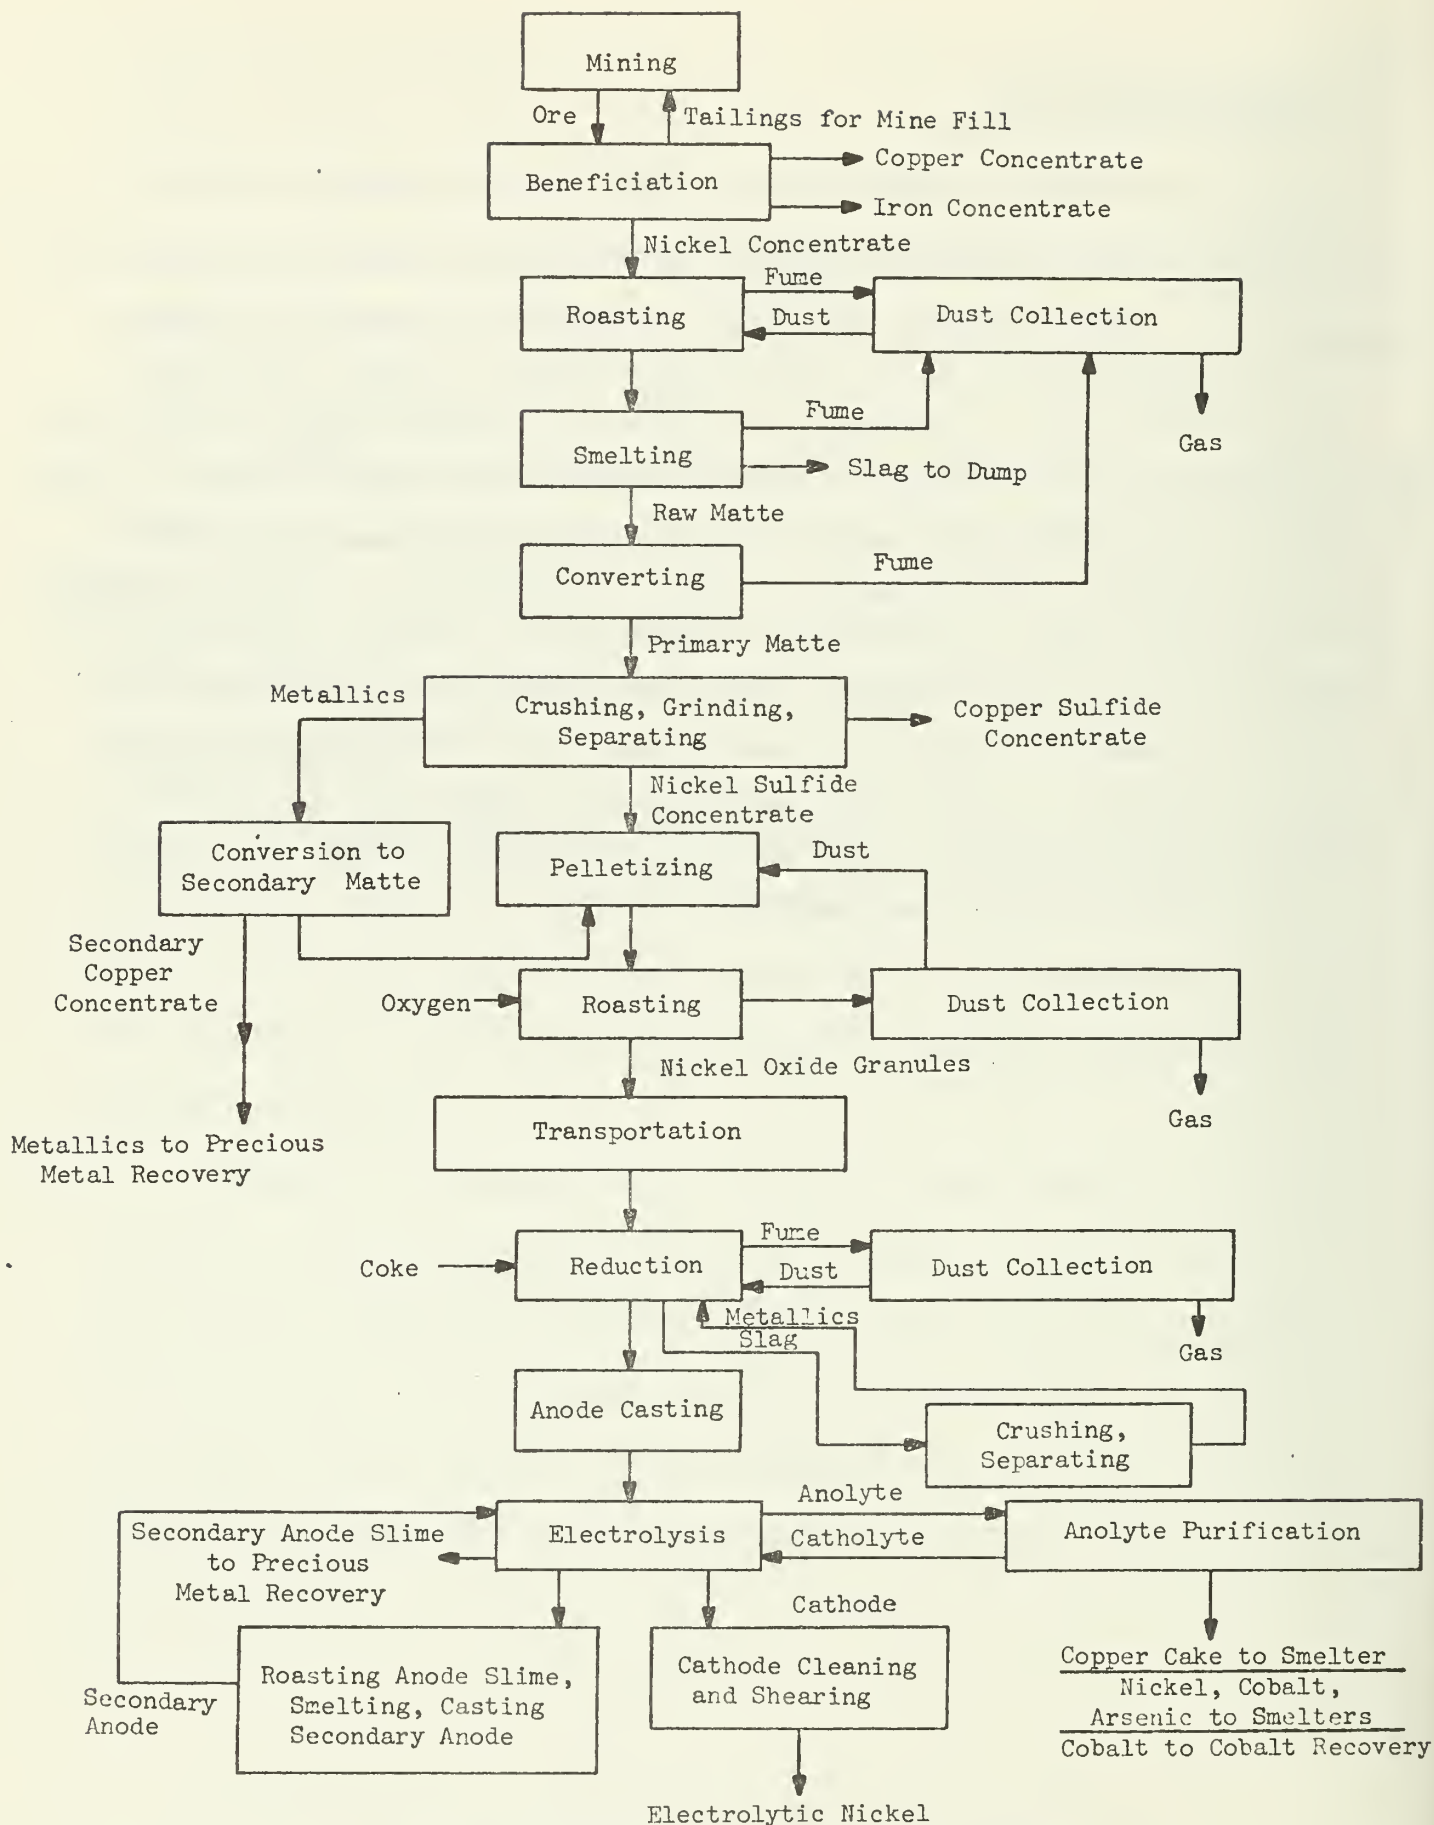 Mining
Ore
Tailings for Mine Fill
Beneficiation
Copper Concentrate
Iron Concentrate
Nickel Concentrate
Roasting
Fume
Dust
Dust Collection
Smelting
Fume
Slag to Dump
Gas
Raw Matte
Converting
Fume
Primary Matte
Metallics
Crushing, Grinding,
Separating
Copper Sulfide
Concentrate
Nickel Sulfide
Concentrate
Conversion to
Secondary Matte
Pelletizing
Dust
Secondary
Copper
Concentrate
Oxygen
Roasting
Dust Collection
Nickel Oxide Granules
Gas
Transportation
Metallics to Precious
Metal Recovery
Coke
Reduction
Fume
Dust
Dust Collection
Metallics
Slag
Gas
Anode Casting
Crushing,
Separating
Secondary Anode Slime
to Precious
Metal Recovery
Electrolysis
Anolyte
Catholyte
Anolyte Purification
Cathode
Secondary
Anode
Roasting Anode Slime,
Smelting, Casting
Secondary Anode
Cathode Cleaning
and Shearing
Copper Cake to Smelter
Nickel, Cobalt,
Arsenic to Smelters
Cobalt to Cobalt Recovery
Electrolytic Nickel